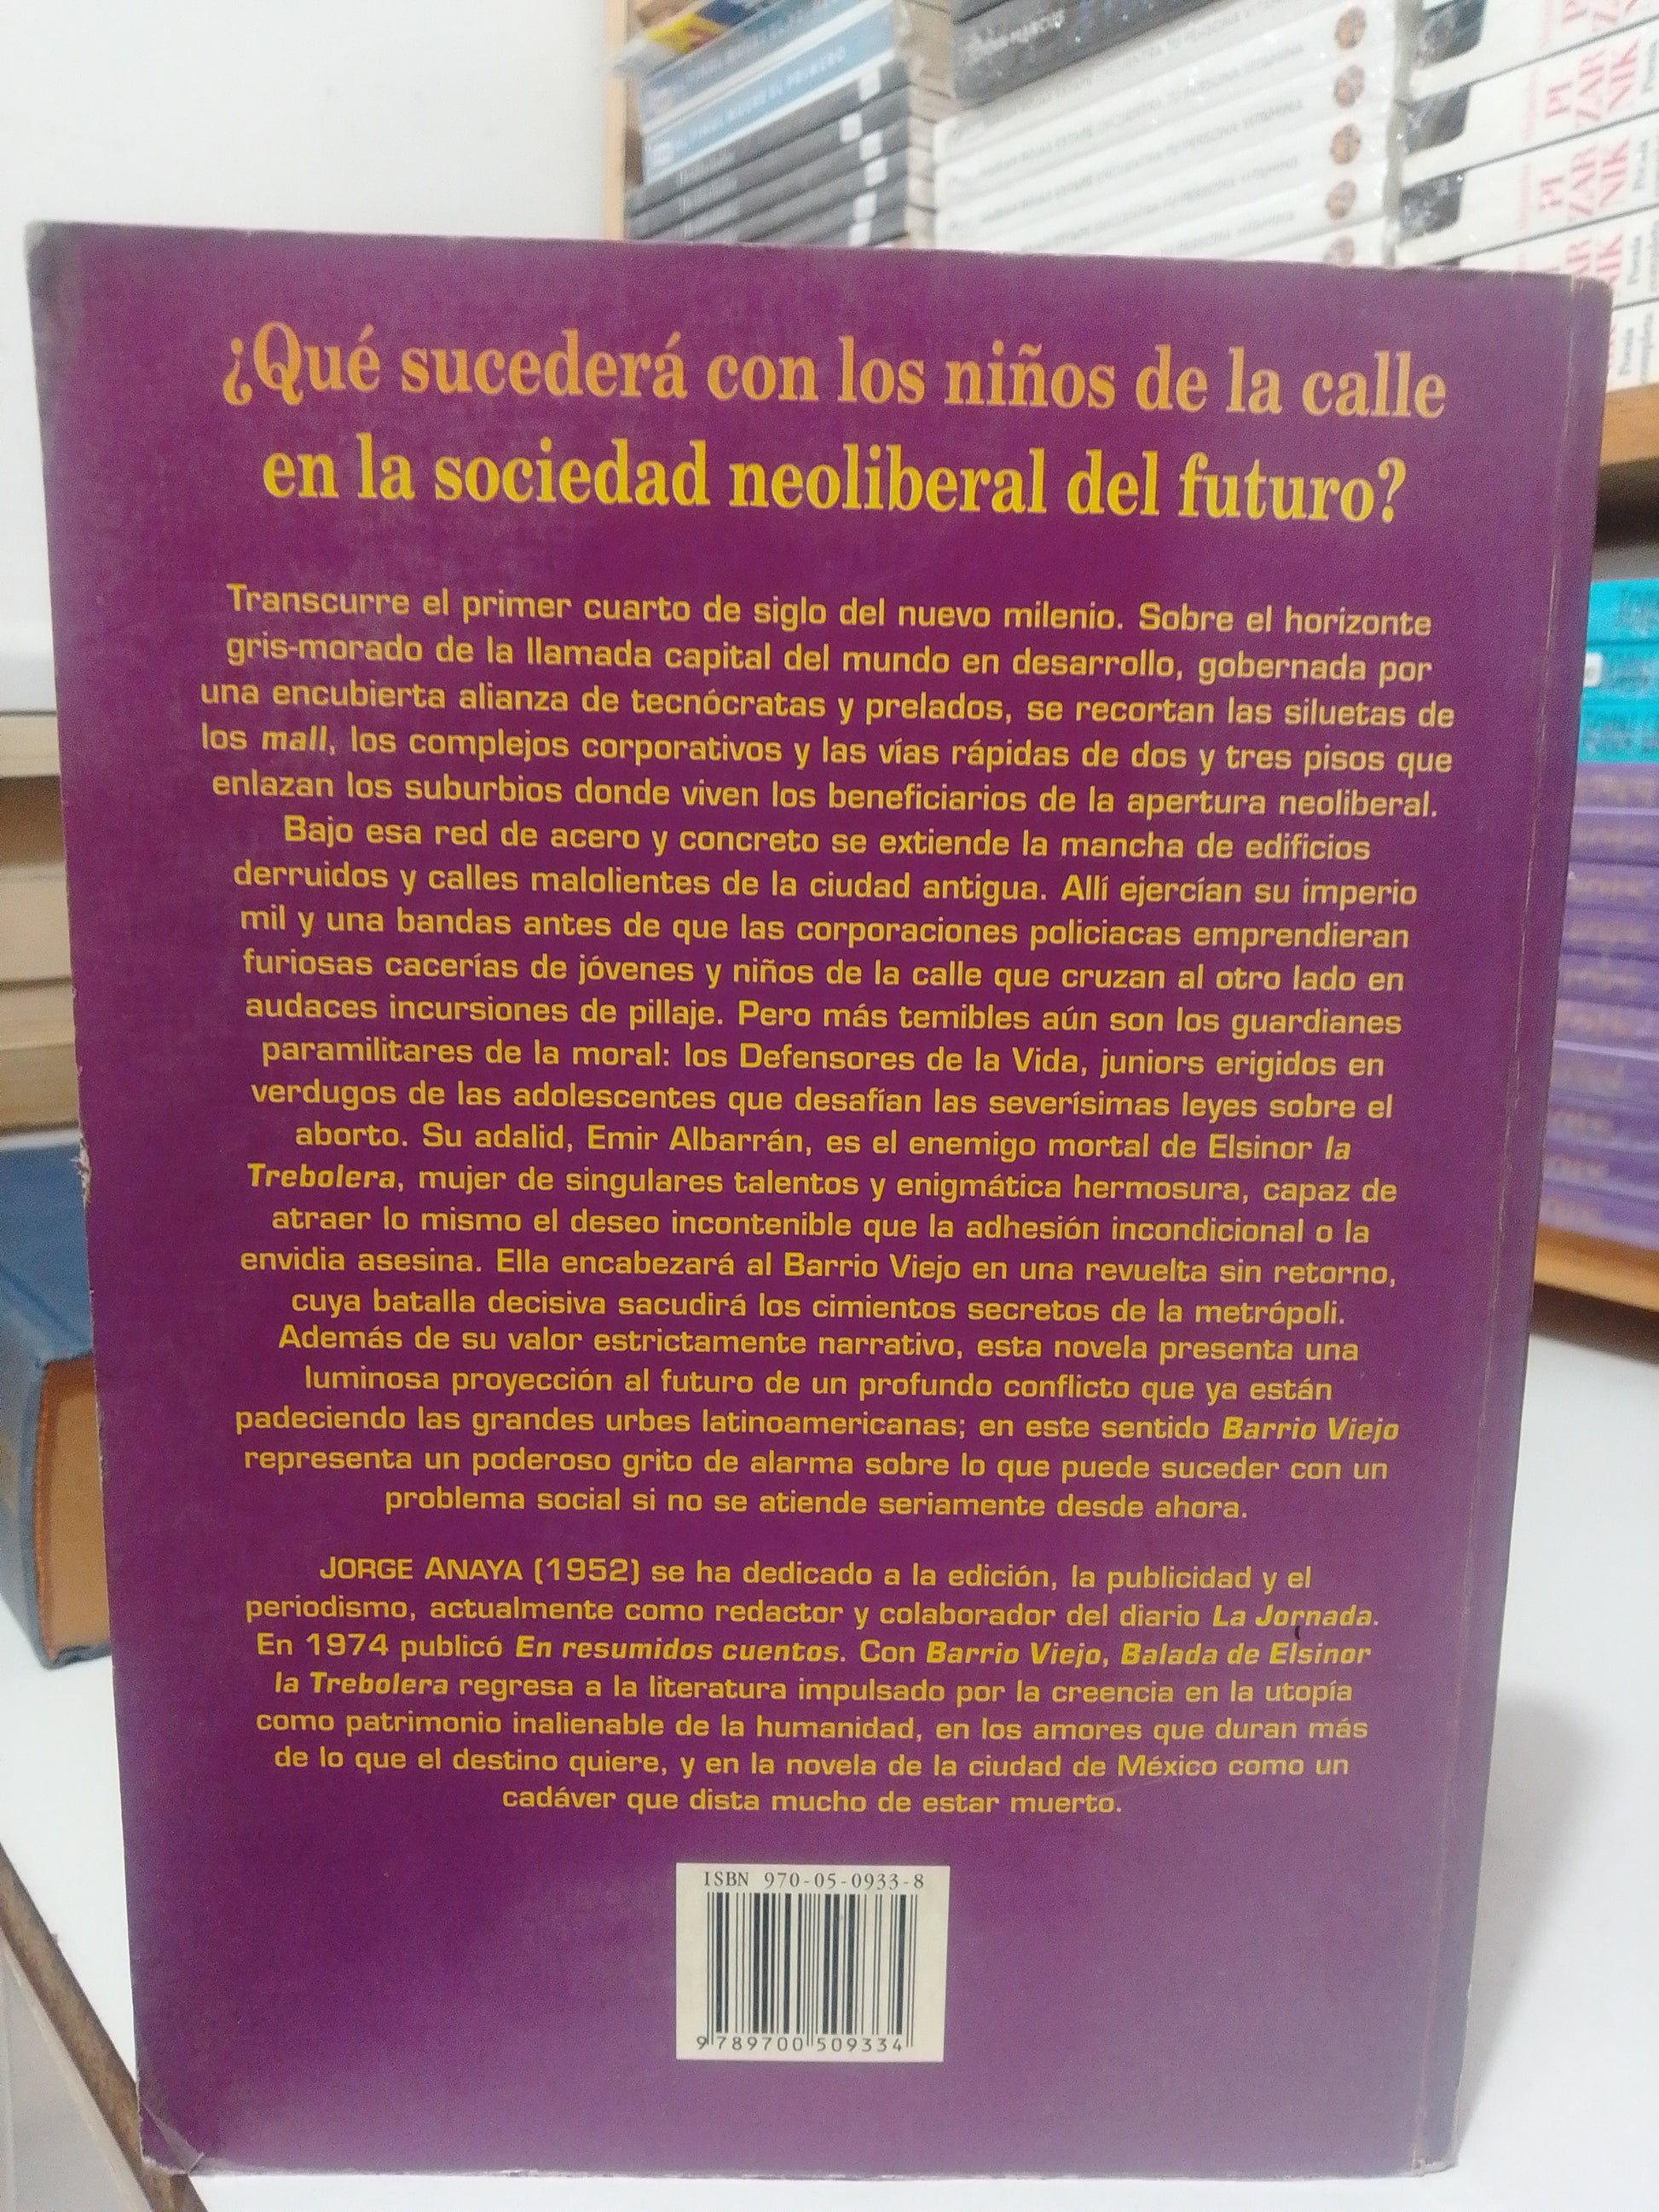 ¿Qué sucederá con los niños de la calle
en la sociedad neoliberal del futuro?
Transcurre el primer cuarto de siglo del nuevo milenio. Sobre el horizonte
gris-morado de la llamada capital del mundo en desarrollo, gobernada por
una encubierta alianza de tecnócratas y prelados, se recortan las siluetas de
los mall, los complejos corporativos y las vías rápidas de dos y tres pisos que
enlazan los suburbios donde viven los beneficiarios de la apertura neoliberal.
Bajo esa red de acero y concreto se extiende la mancha de edificios
derruidos y calles malolientes de la ciudad antigua. Allí ejercían su imperio
mil y una bandas antes de que las corporaciones policiacas emprendieran
furiosas cacerías de jóvenes y niños de la calle que cruzan al otro lado en
audaces incursiones de pillaje. Pero más temibles aún son los guardianes
paramilitares de la moral: los Defensores de la Vida, juniors erigidos en
verdugos de las adolescentes que desafían las severísimas leyes sobre el
aborto. Su adalid, Emir Albarrán, es el enemigo mortal de Elsinor la
Trebolera, mujer de singulares talentos y enigmática hermosura, capaz de
atraer lo mismo el deseo incontenible que la adhesión incondicional o la
envidia asesina. Ella encabezará al Barrio Viejo en una revuelta sin retorno,
cuya batalla decisiva sacudirá los cimientos secretos de la metrópoli.
Además de su valor estrictamente narrativo, esta novela presenta una
luminosa proyección al futuro de un profundo conflicto que ya están
padeciendo las grandes urbes latinoamericanas; en este sentido Barrio Viejo
representa un poderoso grito de alarma sobre lo que puede suceder con un
problema social si no se atiende seriamente desde ahora.
JORGE ANAYA (1952) se ha dedicado a la edición, la publicidad y el
periodismo, actualmente como redactor y colaborador del diario La Jornada.
En 1974 publicó En resumidos cuentos. Con Barrio Viejo, Balada de Elsinor
la Trebolera regresa a la literatura impulsado por la creencia en la utopía
como patrimonio inalienable de la humanidad, en los amores que duran más
de lo que el destino quiere, y en la novela de la ciudad de México como un
cadáver que dista mucho de estar muerto.
ISBN 970-05-0933-8
9 789700 509334
PI
ZAR
NIK
Poesía
completa